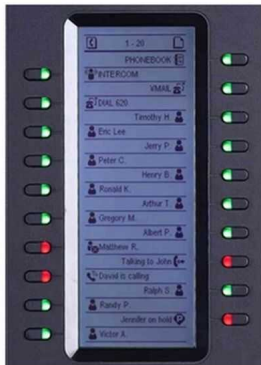 1 - 20
PHONEBOOK
INTERCOM
VMAIL
DIAL 620
Timothy H.
Eric Lee
Jerry P.
Peter C.
Henry B.
Ronald K.
Arthur T.
Gregory M.
Albert P.
Matthew R.
Talking to John
David is calling
Ralph S.
Randy P.
Jennifer on hold
Victor A.